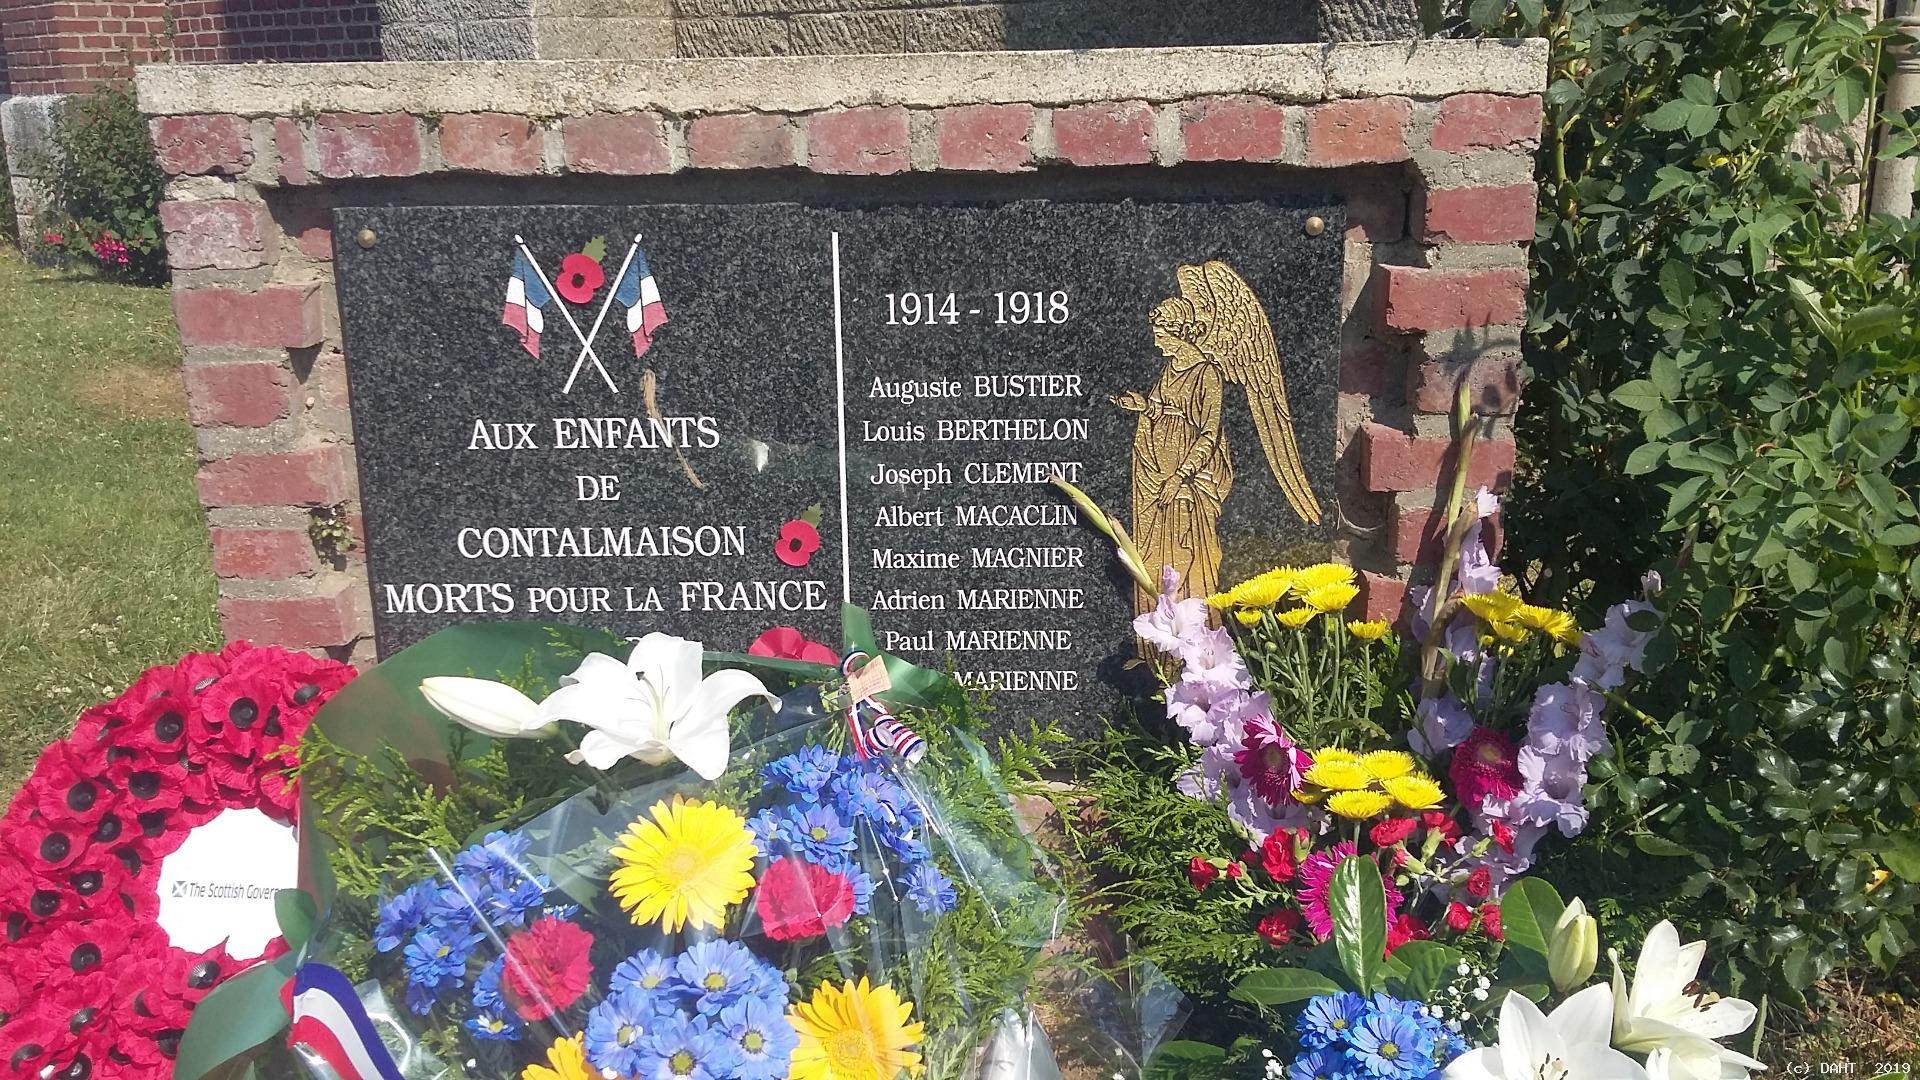 AUX ENFANTS
DE
CONTALMAISON
MORTS POUR LA FRANCE
1914 - 1918
Auguste BUSTIER
Louis BERTHELON
Joseph CLEMENT
Albert MACACLIN
Maxime MAGNIER
Adrien MARIENNE
Paul MARIENNE
MARIENNE
The Scottish Govern
(c) DAHT 2019